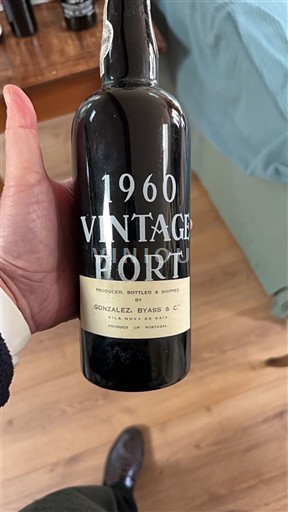 1960
VINTAGE
PORT
PRODUCED, BOTTLED & SHIPPED
BY
GONZALEZ, BYASS & Cº
VILA NOVA DE GAIA
PRODUCE OF PORTUGAL